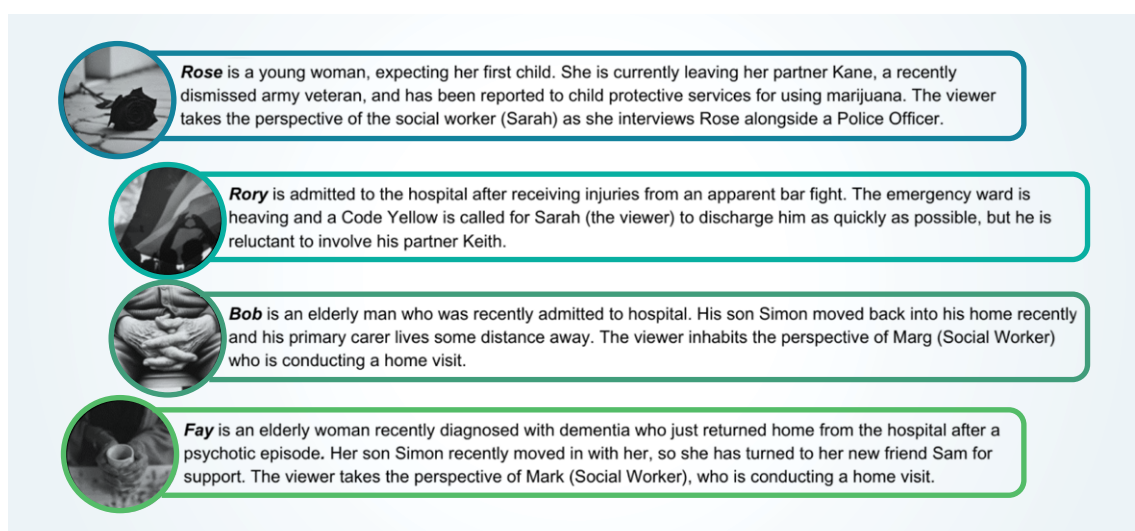 Rose is a young woman, expecting her first child. She is currently leaving her partner Kane, a recently
dismissed army veteran, and has been reported to child protective services for using marijuana. The viewer
takes the perspective of the social worker (Sarah) as she interviews Rose alongside a Police Officer.
Rory is admitted to the hospital after receiving injuries from an apparent bar fight. The emergency ward is
heaving and a Code Yellow is called for Sarah (the viewer) to discharge him as quickly as possible, but he is
reluctant to involve his partner Keith.
Bob is an elderly man who was recently admitted to hospital. His son Simon moved back into his home recently
and his primary carer lives some distance away. The viewer inhabits the perspective of Marg (Social Worker)
who is conducting a home visit.
Fay is an elderly woman recently diagnosed with dementia who just returned home from the hospital after a
psychotic episode. Her son Simon recently moved in with her, so she has turned to her new friend Sam for
support. The viewer takes the perspective of Mark (Social Worker), who is conducting a home visit.